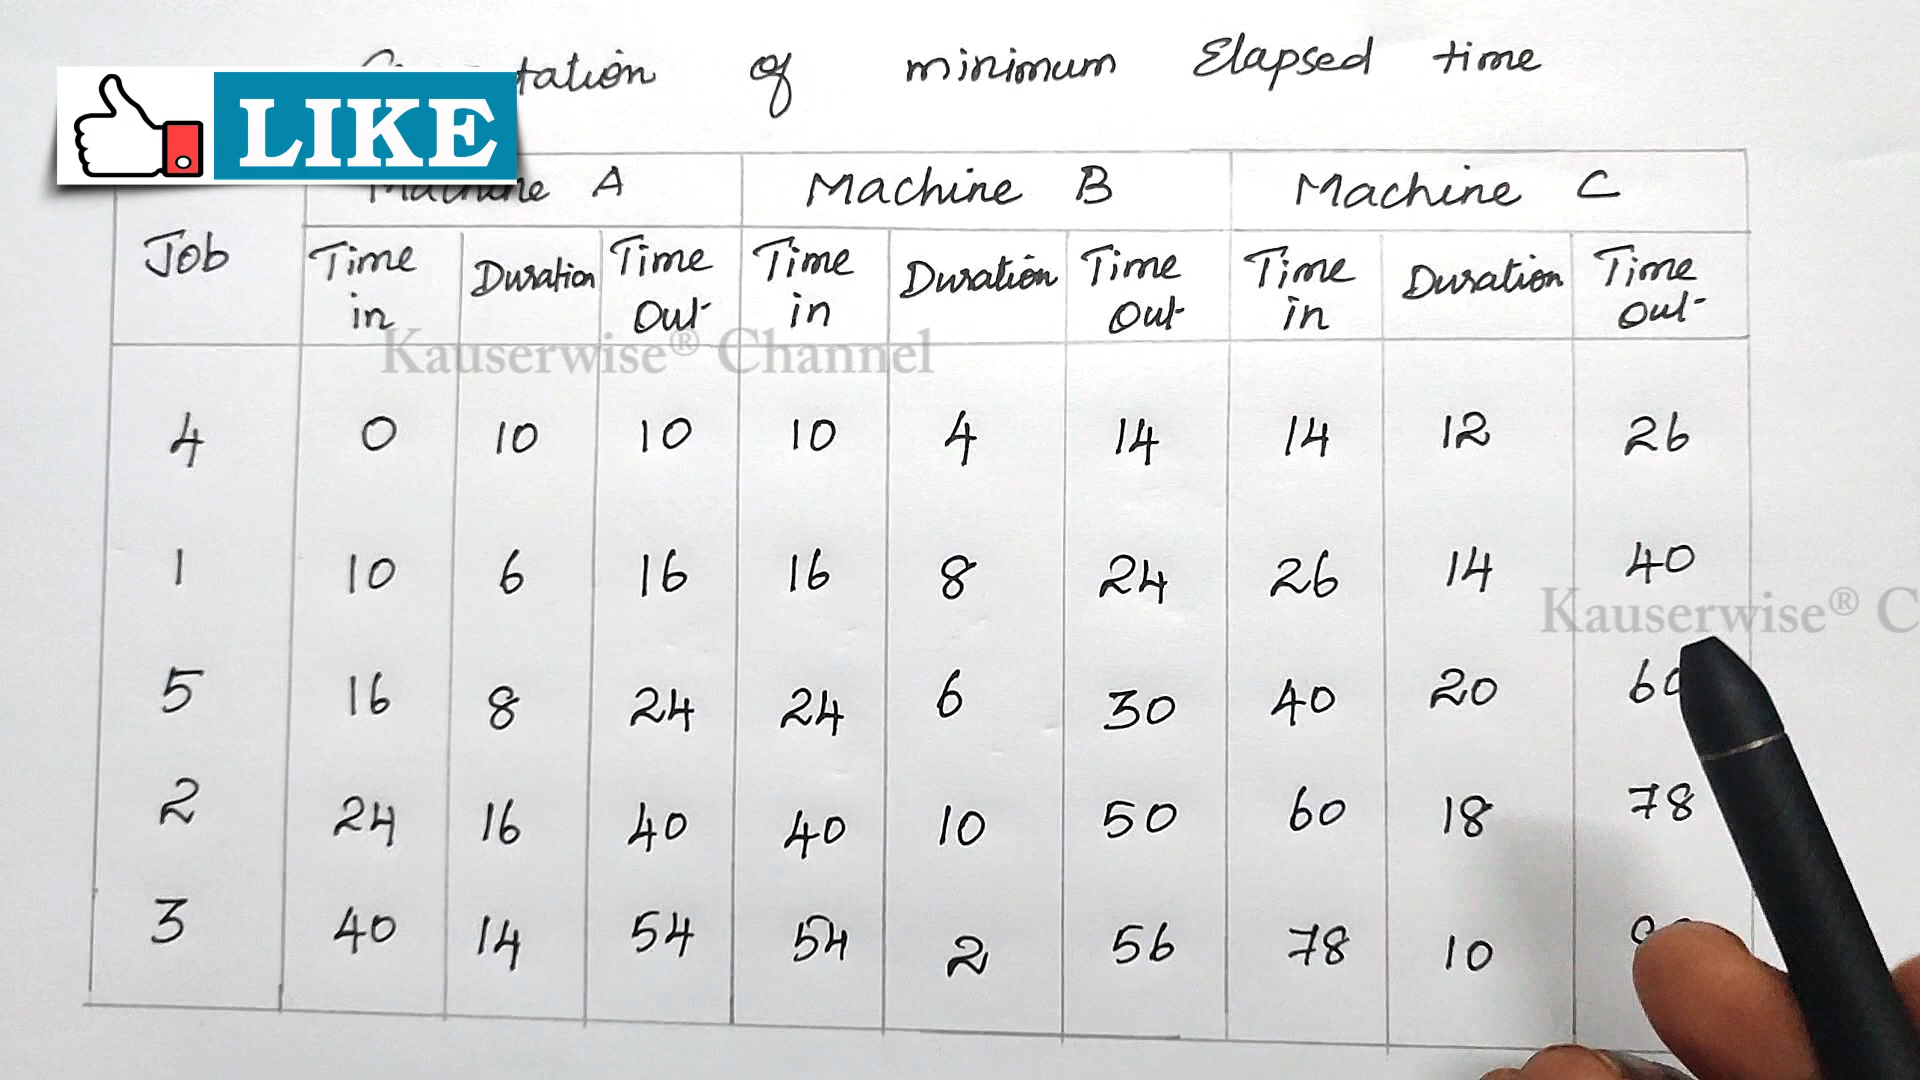 of minimum Elapsed time
LIKE
A Machine B Machine C
Job Time in Duration Time Out Time in Duration Time Out Time in Duration Time Out
Kauserwise® Channel
4 0 10 10 10 4 14 14 12 26
1 10 6 16 16 8 24 26 14 40
Kauserwise® C
5 16 8 24 24 6 30 40 20
2 24 16 40 40 10 50 60 18 78
3 40 14 54 54 2 56 78 10